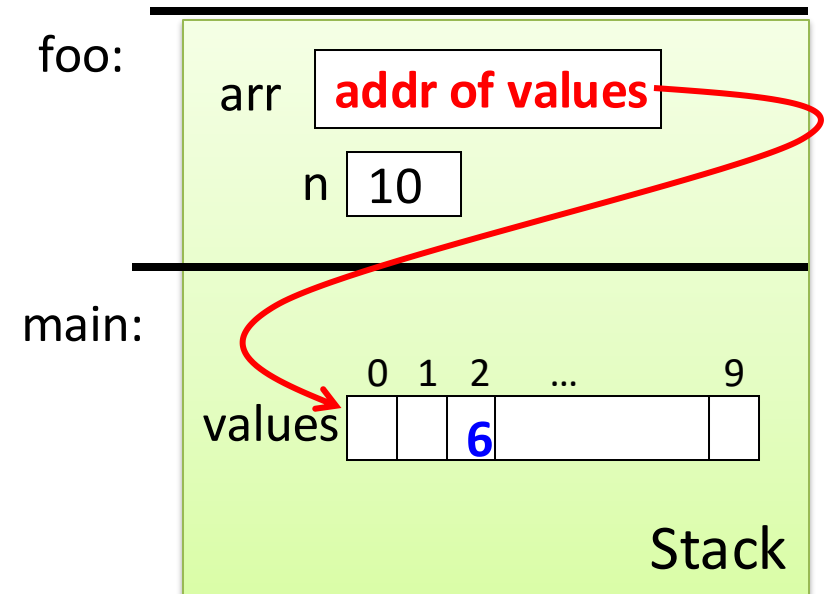 foo:
arr addr of values
n 10
main:
0 1 2 ... 9
values 6
Stack